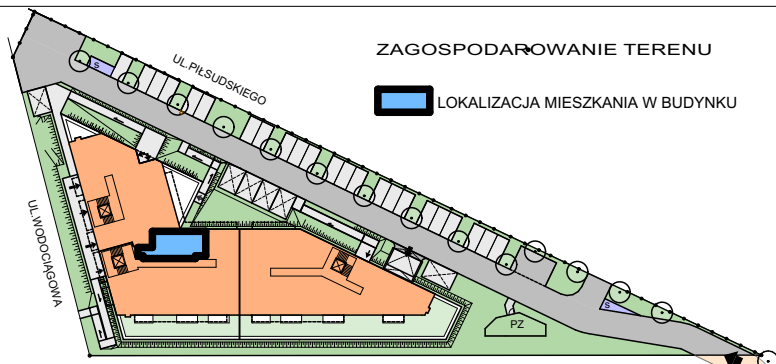 ZAGOSPODAROWANIE TERENU
UL.PIŁSUDSKIEGO
S
LOKALIZACJA MIESZKANIA W BUDYNKU
UL.WODOCIĄGOWA
S
PZ